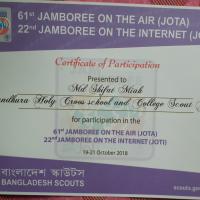 61st JAMBOREE ON THE AIR (JOTA)
22nd JAMBOREE ON THE INTERNET (JOTI)
Certificate of Participation
Presented to
Md Shifat Miah
andhara Holy Cross school and College Scout
for participation in the
61st JAMBOREE ON THE AIR (JOTA)
22nd JAMBOREE ON THE INTERNET (JOTI)
19-21 October 2018
বাংলাদেশ স্কাউটস
BANGLADESH SCOUTS
scouts.gov